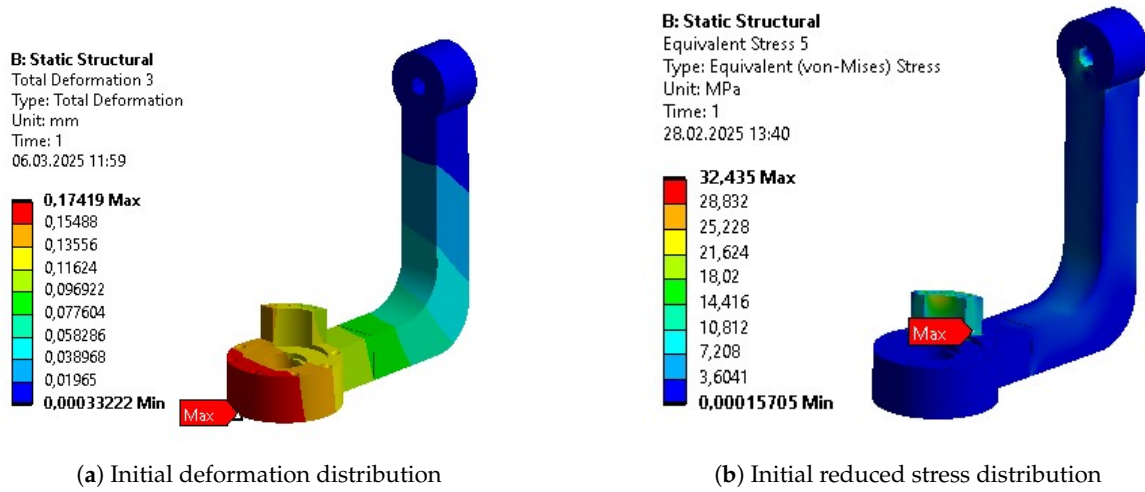 B: Static Structural
Total Deformation 3
Type: Total Deformation
Unit: mm
Time: 1
06.03.2025 11:59
0,17419 Max
0,15488
0,13556
0,11624
0,096922
0,077604
0,058286
0,038968
0,01965
0,00033222 Min
Max
(a) Initial deformation distribution
B: Static Structural
Equivalent Stress 5
Type: Equivalent (von-Mises) Stress
Unit: MPa
Time: 1
28.02.2025 13:40
32,435 Max
28,832
25,228
21,624
18,02
14,416
10,812
7,208
3,6041
0,00015705 Min
Max
(b) Initial reduced stress distribution